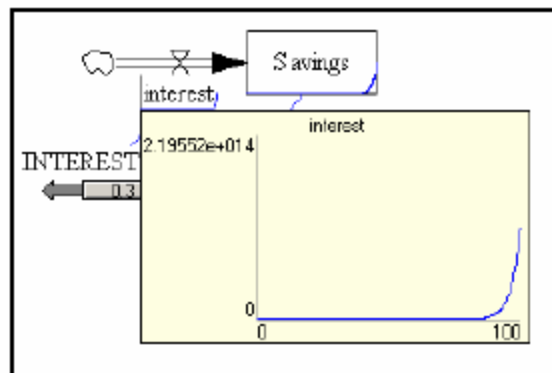 Savings
interest
interest
2.19552e+014
INTEREST
0.3
0
0
100